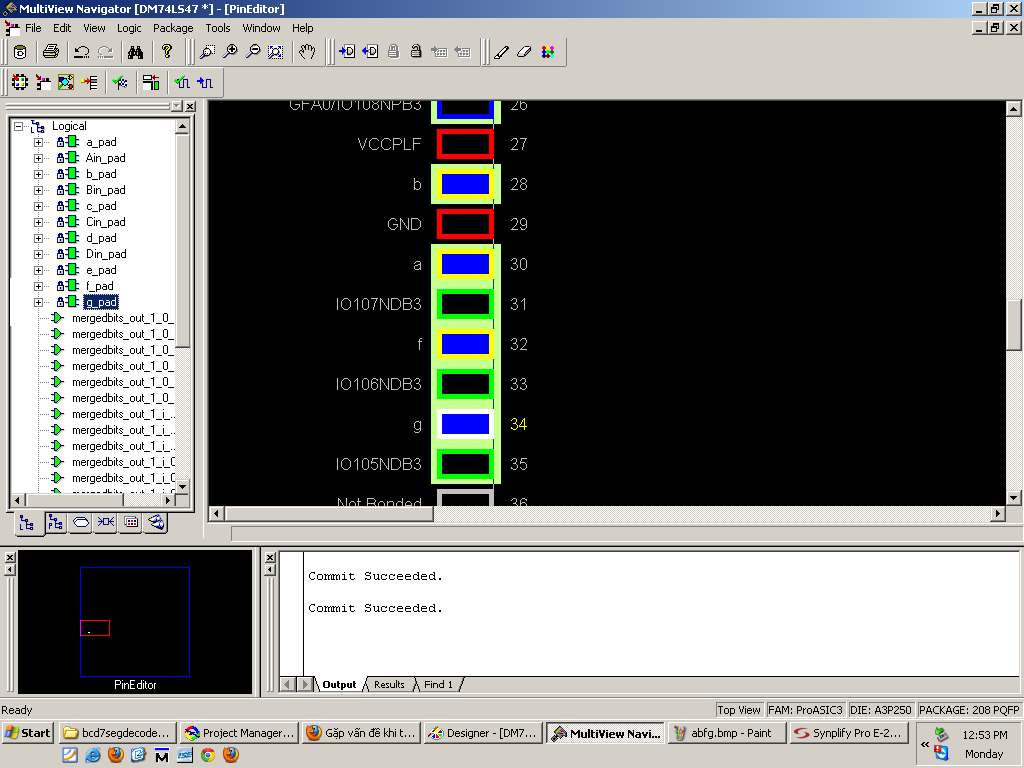 MultiView Navigator [DM74LS47 *] - [PinEditor]
File Edit View Logic Package Tools Window Help
Logical
a_pad
Ain_pad
b_pad
Bin_pad
c_pad
Cin_pad
d_pad
Din_pad
e_pad
f_pad
g_pad
mergedbits_out_1_0_
mergedbits_out_1_0_
mergedbits_out_1_0_
mergedbits_out_1_0_
mergedbits_out_1_0_
mergedbits_out_1_0_
mergedbits_out_1_i_...
mergedbits_out_1_i_...
mergedbits_out_1_i_...
mergedbits_out_1_i_0
mergedbits_out_1_i_0
GFA0/IO108NPB3 26
VCCPLF 27
b 28
GND 29
a 30
IO107NDB3 31
f 32
IO106NDB3 33
g 34
IO105NDB3 35
Not Bonded 36
PinEditor
Commit Succeeded.
Commit Succeeded.
Output Results Find 1
Ready
Top View FAM: ProASIC3 DIE: A3P250 PACKAGE: 208 PQFP
Start bcd7segdecode... Project Manager... Gặp vấn đề khi t... Designer - [DM7... MultiView Navi... abfg.bmp - Paint Synplify Pro E-2...
12:53 PM
Monday